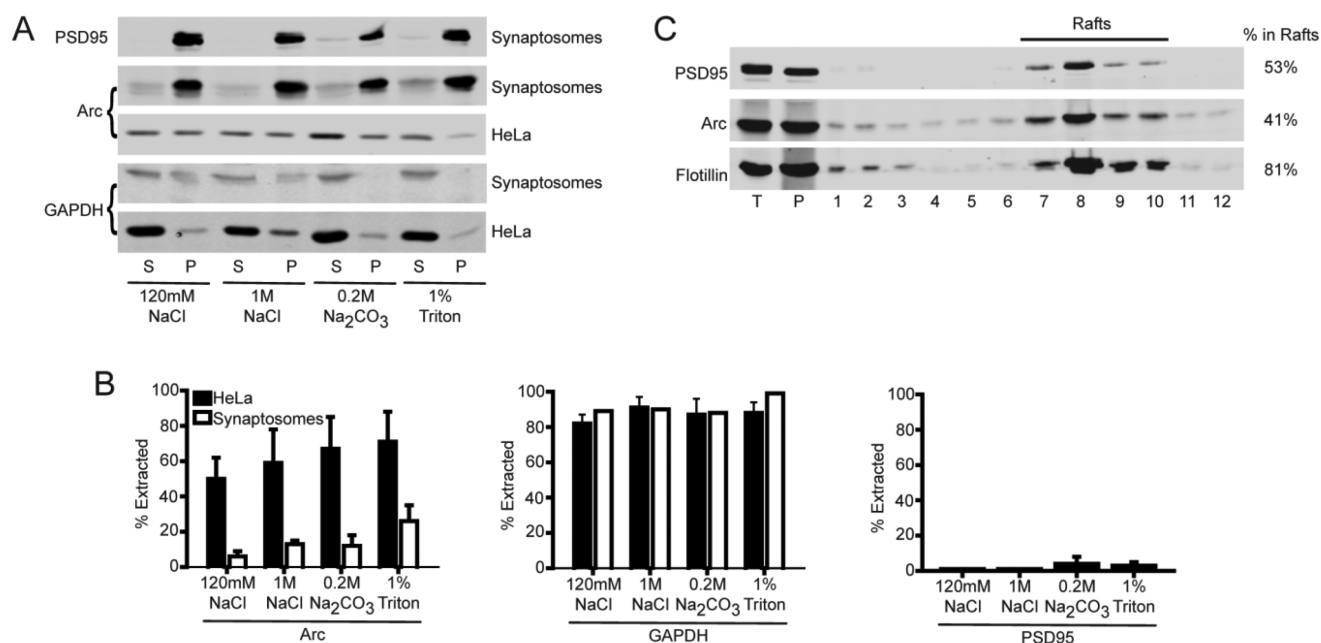 A
PSD95
Synaptosomes
Arc
Synaptosomes
HeLa
GAPDH
Synaptosomes
HeLa
S P S P S P S P
120mM NaCl
1M NaCl
0.2M Na2CO3
1% Triton
C
Rafts
% in Rafts
PSD95 53%
Arc 41%
Flotillin 81%
T P 1 2 3 4 5 6 7 8 9 10 11 12
B
% Extracted
100
80
60
40
20
0
HeLa
Synaptosomes
120mM NaCl
1M NaCl
0.2M Na2CO3
1% Triton
Arc
% Extracted
100
80
60
40
20
0
120mM NaCl
1M NaCl
0.2M Na2CO3
1% Triton
GAPDH
% Extracted
100
80
60
40
20
0
120mM NaCl
1M NaCl
0.2M Na2CO3
1% Triton
PSD95